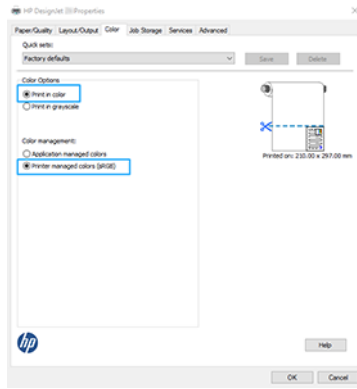 HP DesignJet Properties
Paper/Quality Layout/Output Color Job Storage Services Advanced
Quick sets:
Factory defaults
Save Delete
Color Options
Print in color
Print in grayscale
Color management:
Application managed colors
Printer managed colors (sRGB)
Printed on: 210.00 x 297.00 mm
hp
Help
OK Cancel